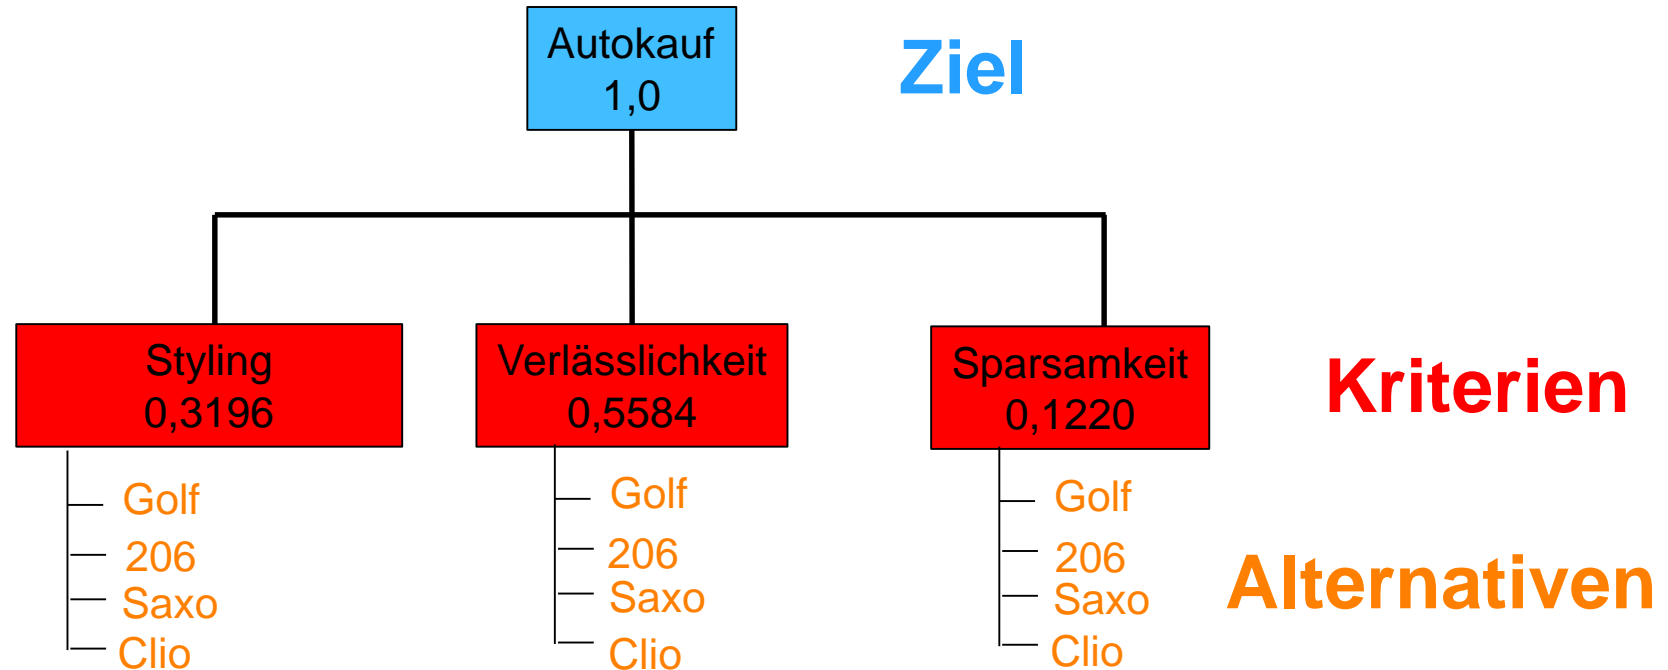 Autokauf
1,0
Ziel
Styling
0,3196
Verlässlichkeit
0,5584
Sparsamkeit
0,1220
Kriterien
Golf
206
Saxo
Clio
Golf
206
Saxo
Clio
Golf
206
Saxo
Clio
Alternativen